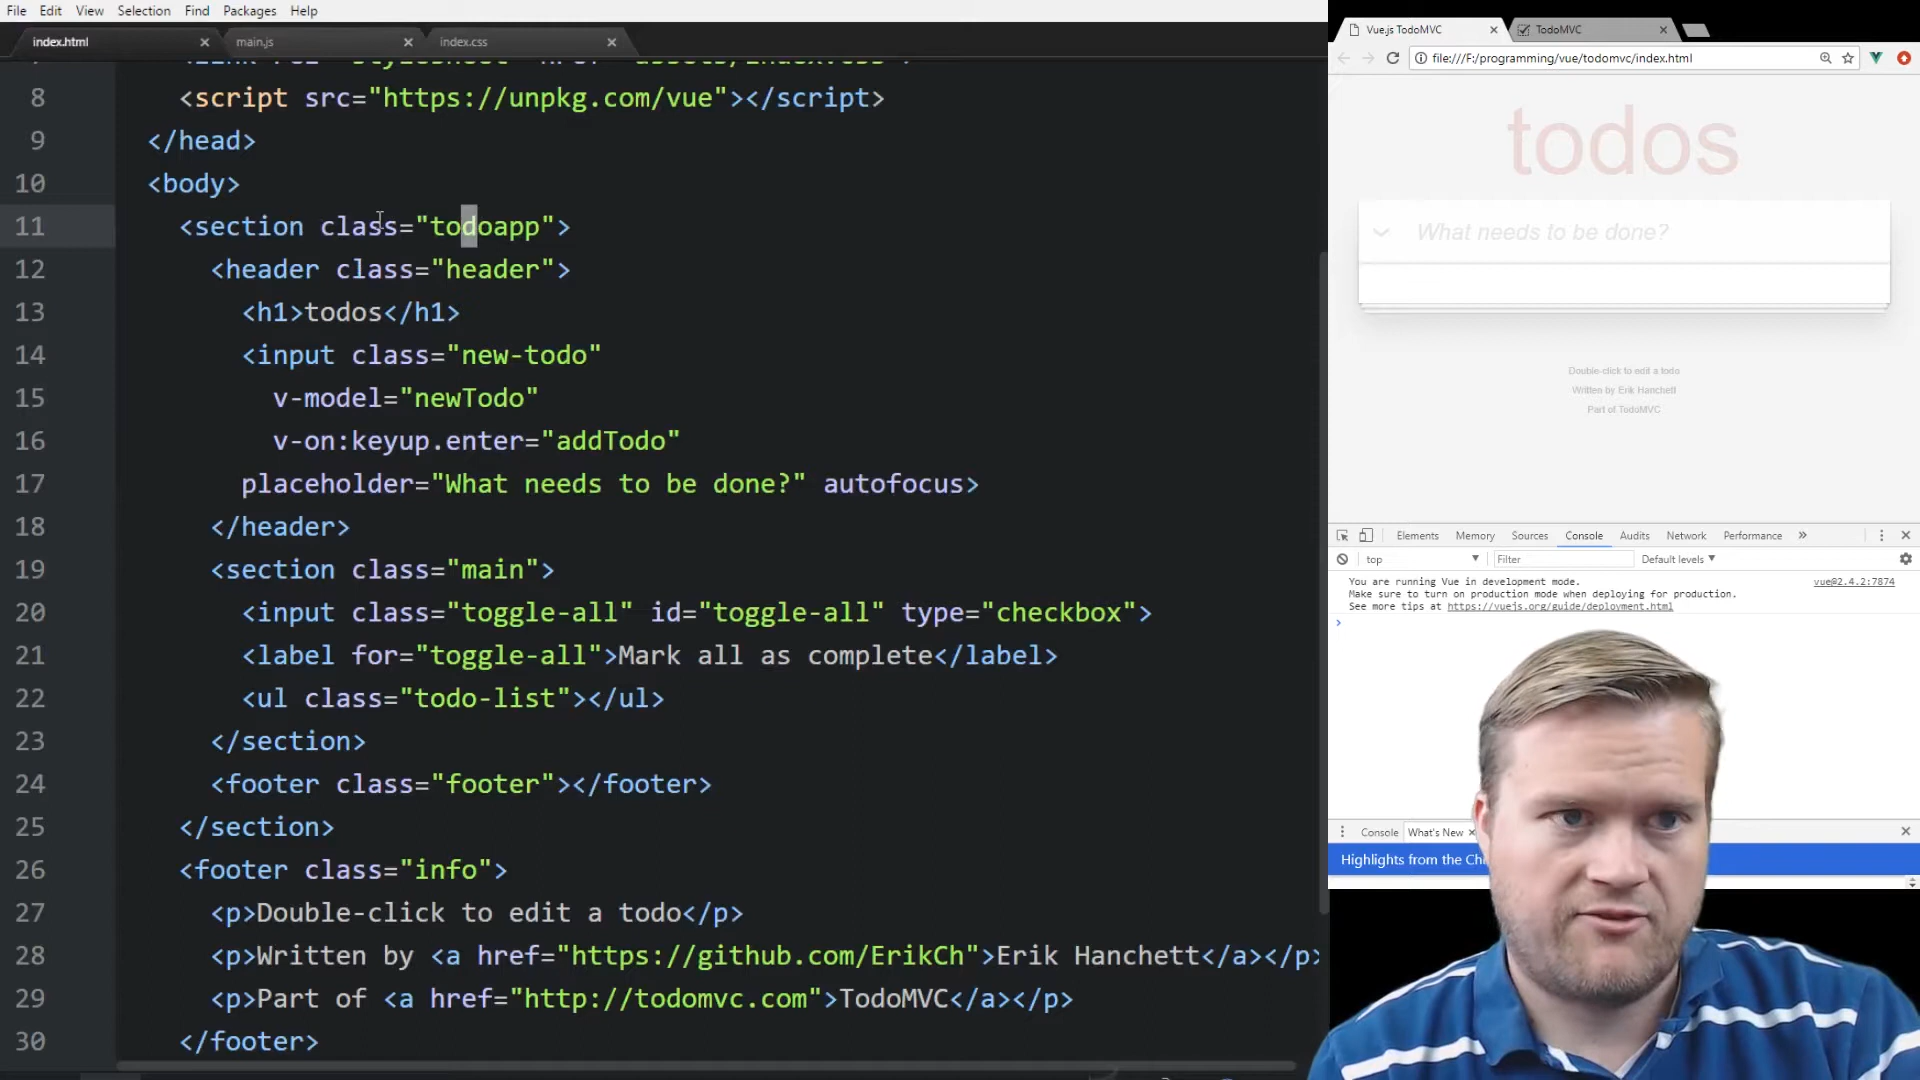 File Edit View Selection Find Packages Help
index.html × main.js × index.css ×
8 <script src="https://unpkg.com/vue"></script>
9 </head>
10 <body>
11 <section class="todoapp">
12 <header class="header">
13 <h1>todos</h1>
14 <input class="new-todo"
15 v-model="newTodo"
16 v-on:keyup.enter="addTodo"
17 placeholder="What needs to be done?" autofocus>
18 </header>
19 <section class="main">
20 <input class="toggle-all" id="toggle-all" type="checkbox">
21 <label for="toggle-all">Mark all as complete</label>
22 <ul class="todo-list"></ul>
23 </section>
24 <footer class="footer"></footer>
25 </section>
26 <footer class="info">
27 <p>Double-click to edit a todo</p>
28 <p>Written by <a href="https://github.com/ErikCh">Erik Hanchett</a></p>
29 <p>Part of <a href="http://todomvc.com">TodoMVC</a></p>
30 </footer>
Vue.js TodoMVC × TodoMVC ×
file:///F:/programming/vue/todomvc/index.html
todos
What needs to be done?
Double-click to edit a todo
Written by Erik Hanchett
Part of TodoMVC
Elements Memory Sources Console Audits Network Performance »
top Filter Default levels
You are running Vue in development mode. vue@2.4.2:7874
Make sure to turn on production mode when deploying for production.
See more tips at https://vuejs.org/guide/deployment.html
Console What's New ×
Highlights from the